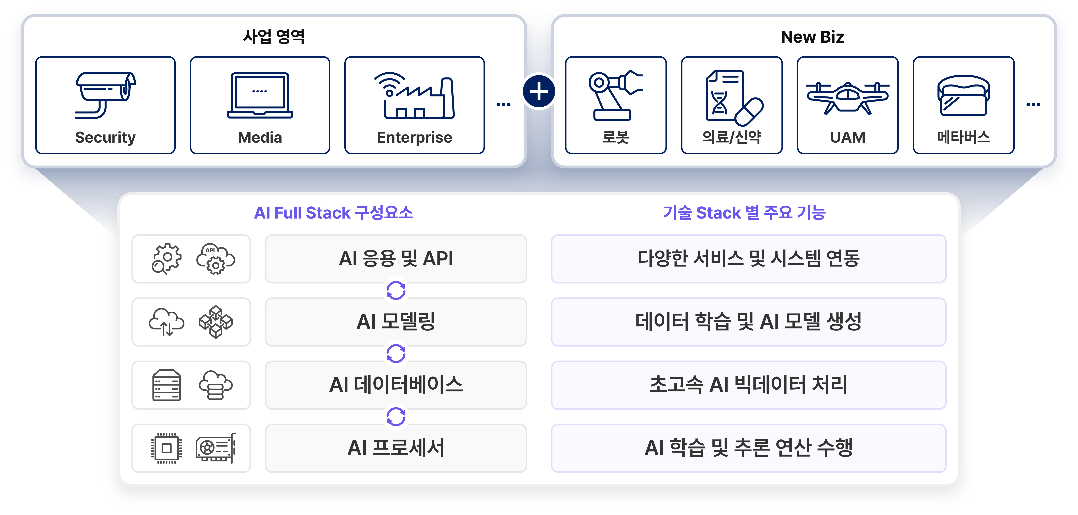 사업 영역
Security
Media
Enterprise
...
New Biz
로봇
의료/신약
UAM
메타버스
...
AI Full Stack 구성요소
기술 Stack 별 주요 기능
API
AI 응용 및 API
다양한 서비스 및 시스템 연동
AI 모델링
데이터 학습 및 AI 모델 생성
AI 데이터베이스
초고속 AI 빅데이터 처리
AI 프로세서
AI 학습 및 추론 연산 수행